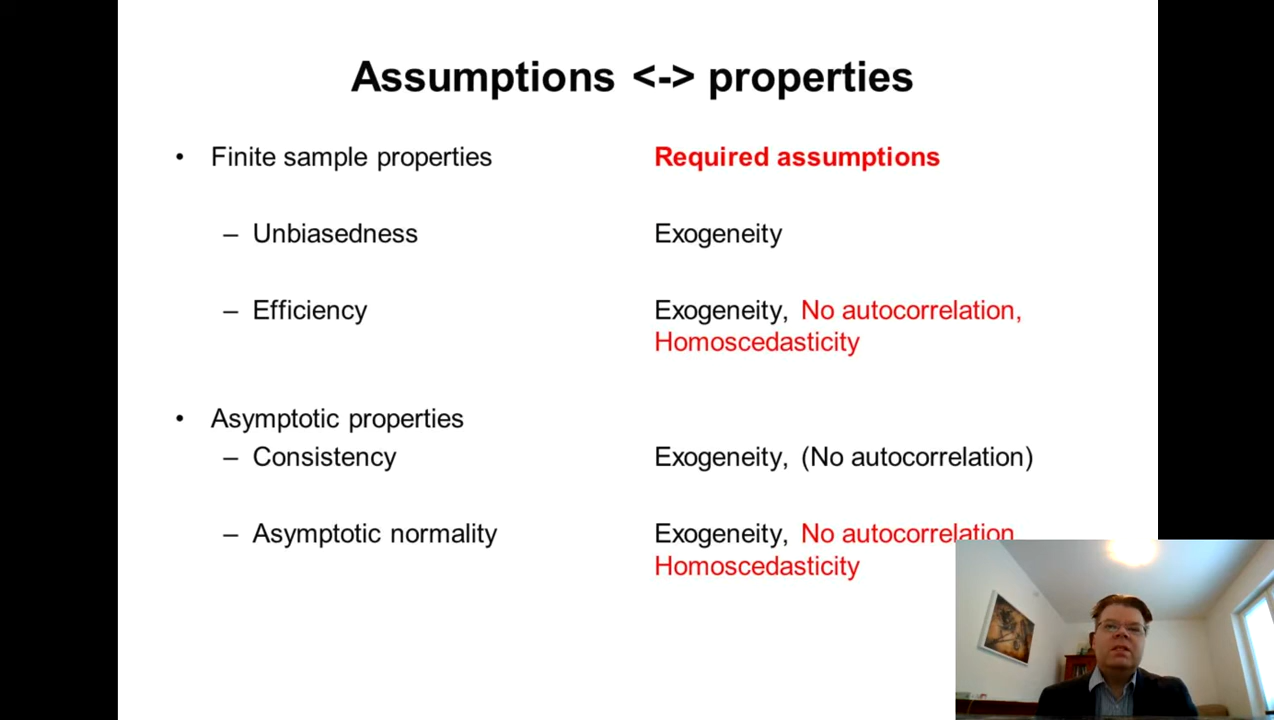 Assumptions <-> properties
• Finite sample properties Required assumptions
– Unbiasedness Exogeneity
– Efficiency Exogeneity, No autocorrelation,
Homoscedasticity
• Asymptotic properties
– Consistency Exogeneity, (No autocorrelation)
– Asymptotic normality Exogeneity, No autocorrelation
Homoscedasticity